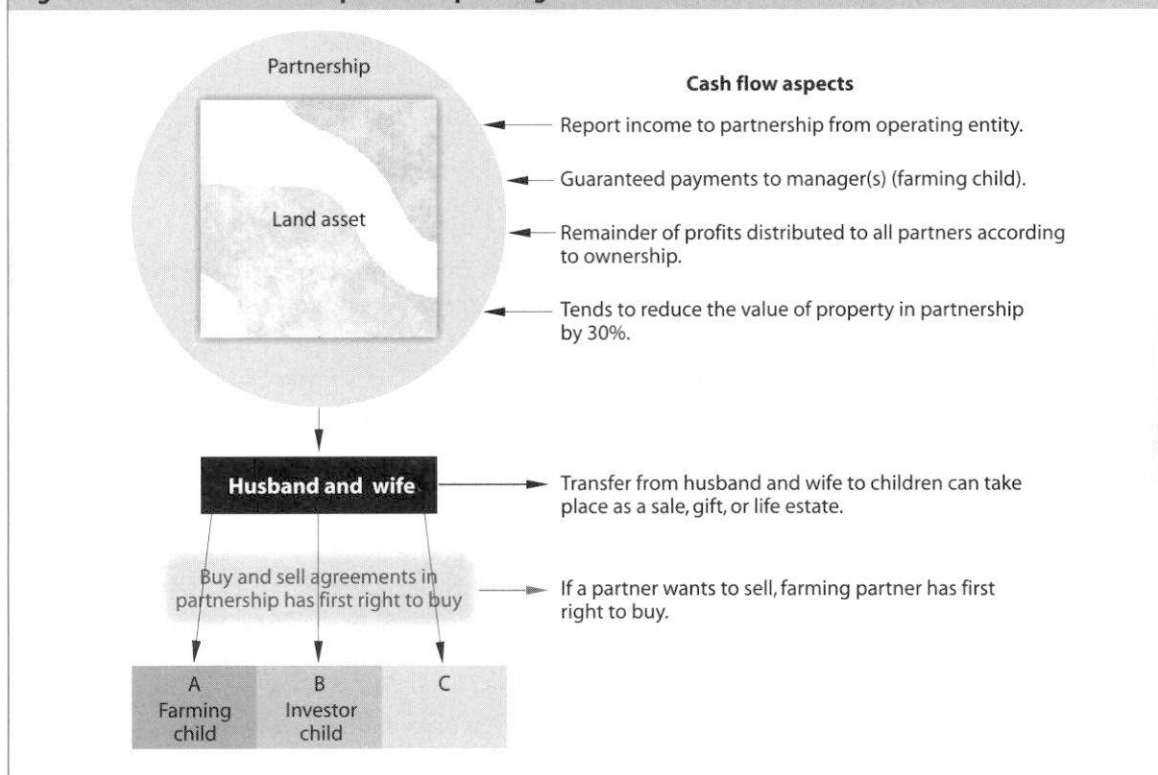 Partnership
Land asset
Cash flow aspects
Report income to partnership from operating entity.
Guaranteed payments to manager(s) (farming child).
Remainder of profits distributed to all partners according
to ownership.
Tends to reduce the value of property in partnership
by 30%.
Husband and wife
Transfer from husband and wife to children can take
place as a sale, gift, or life estate.
Buy and sell agreements in
partnership has first right to buy
If a partner wants to sell, farming partner has first
right to buy.
A
Farming
child
B
Investor
child
C